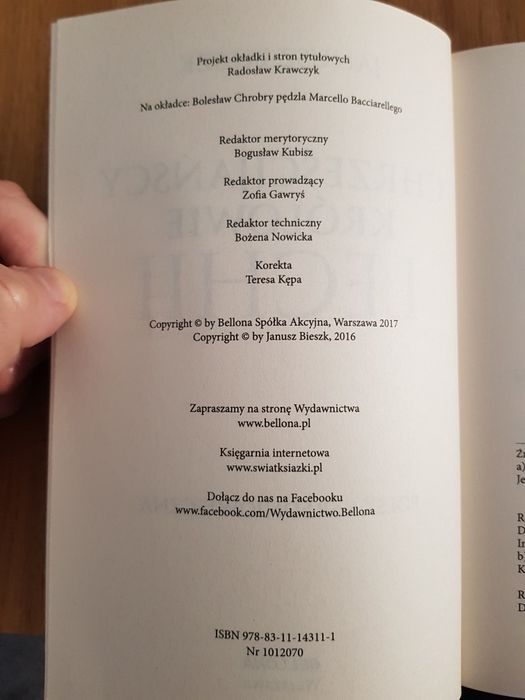 Projekt okładki i stron tytułowych
Radosław Krawczyk
Na okładce: Bolesław Chrobry pędzla Marcello Bacciarellego
Redaktor merytoryczny
Bogusław Kubisz
Redaktor prowadzący
Zofia Gawryś
Redaktor techniczny
Bożena Nowicka
Korekta
Teresa Kępa
Copyright © by Bellona Spółka Akcyjna, Warszawa 2017
Copyright © by Janusz Bieszk, 2016
Zapraszamy na stronę Wydawnictwa
www.bellona.pl
Księgarnia internetowa
www.swiatksiazki.pl
Dołącz do nas na Facebooku
www.facebook.com/Wydawnictwo.Bellona
ISBN 978-83-11-14311-1
Nr 1012070
a)
Je
R
D
b
K
R
D